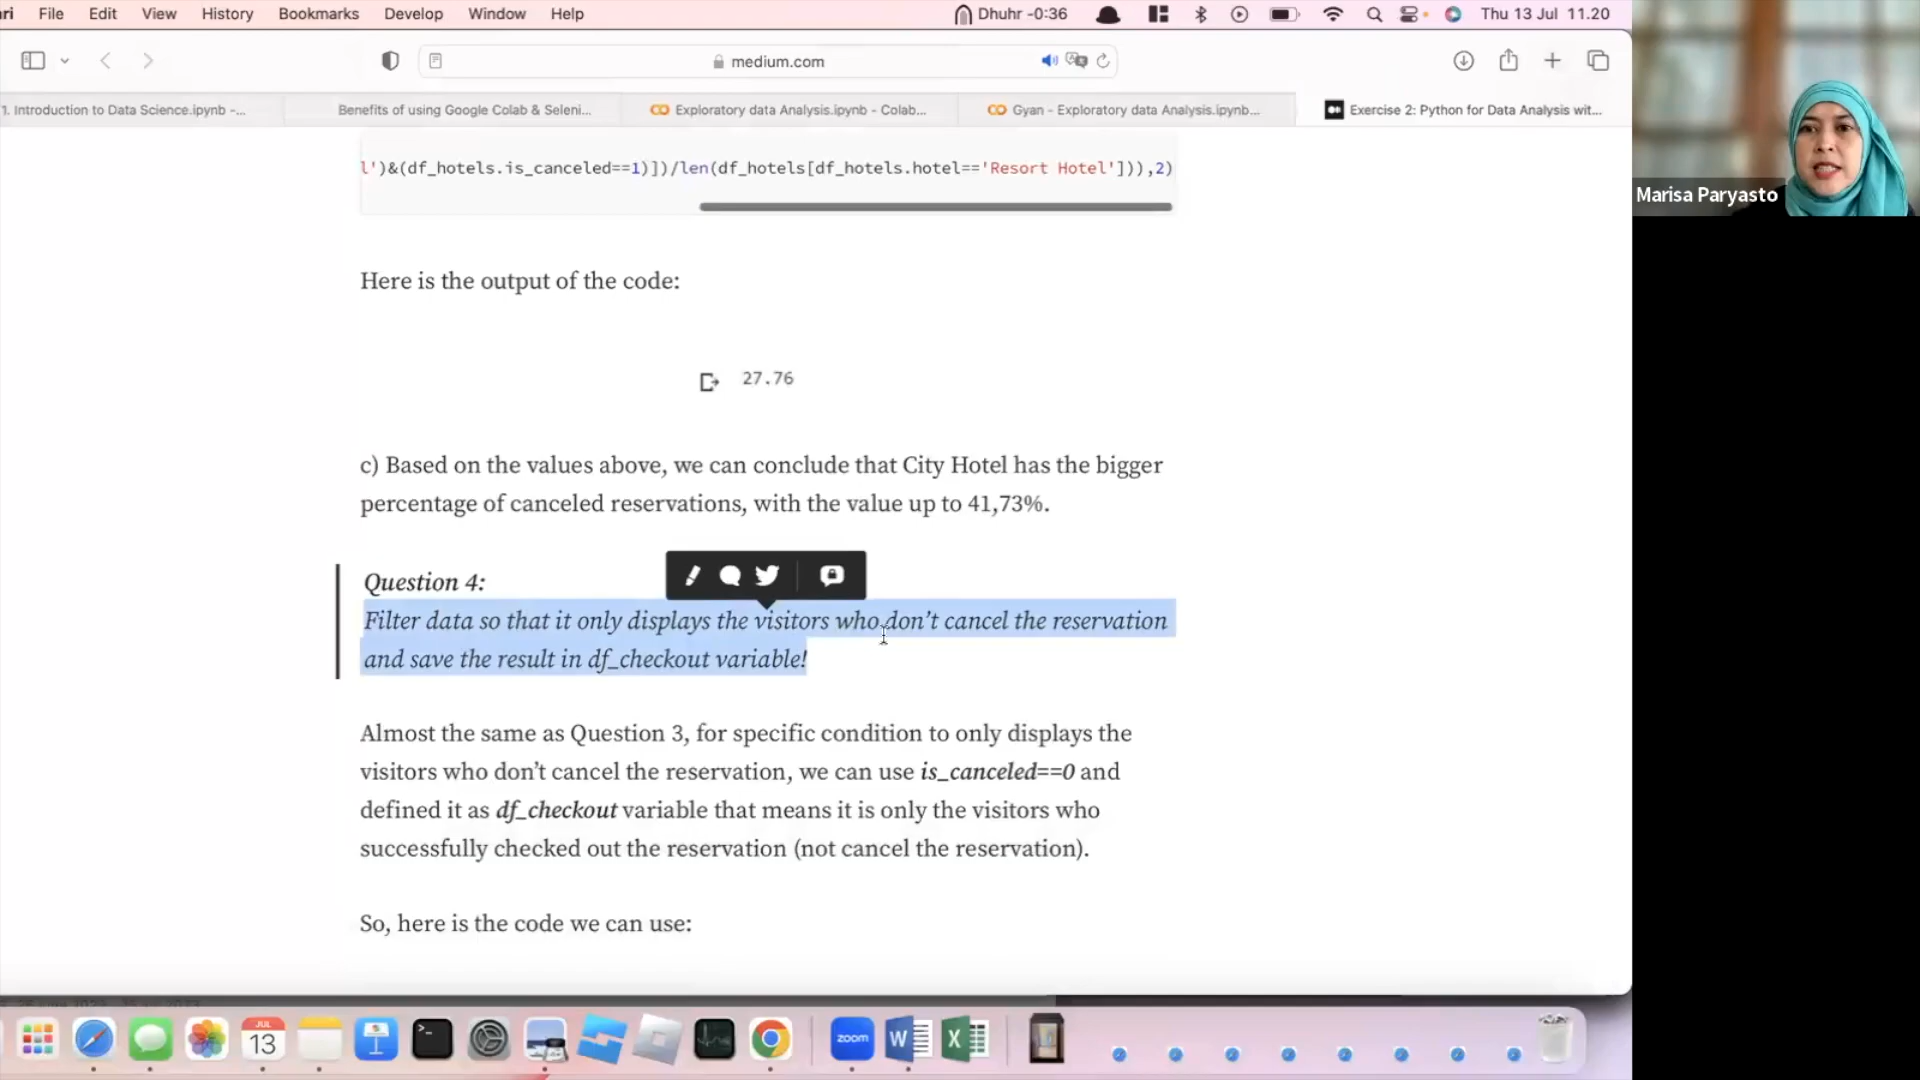 ri File Edit View History Bookmarks Develop Window Help Dhuhr -0:36 Thu 13 Jul 11.20
medium.com
1. Introduction to Data Science.ipynb -... Benefits of using Google Colab & Seleni... Exploratory data Analysis.ipynb - Colab... Gyan - Exploratory data Analysis.ipynb... Exercise 2: Python for Data Analysis wit...
l')&(df_hotels.is_canceled==1)])/len(df_hotels[df_hotels.hotel=='Resort Hotel'])),2)
Marisa Paryasto
Here is the output of the code:
27.76
c) Based on the values above, we can conclude that City Hotel has the bigger
percentage of canceled reservations, with the value up to 41,73%.
Question 4:
Filter data so that it only displays the visitors who don’t cancel the reservation
and save the result in df_checkout variable!
Almost the same as Question 3, for specific condition to only displays the
visitors who don’t cancel the reservation, we can use is_canceled==0 and
defined it as df_checkout variable that means it is only the visitors who
successfully checked out the reservation (not cancel the reservation).
So, here is the code we can use:
JUL
13
zoom
W
X